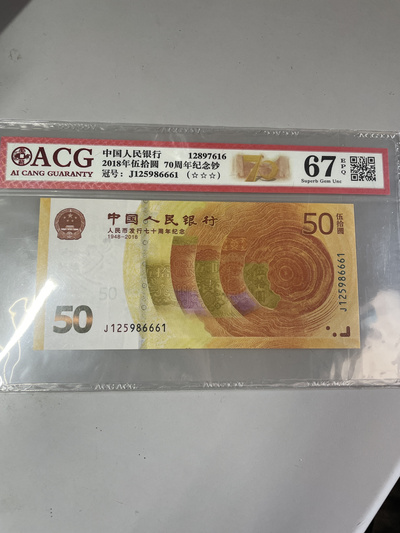 ACG
AI CANG GUARANTY
中国人民银行 12897616
2018年伍拾圆 70周年纪念钞
冠号: J125986661 (☆☆☆)
70
67
EPQ
Superb Gem Unc
中国人民银行
人民币发行七十周年纪念
1948-2018
50
伍拾圆
J125986661
50
J125986661